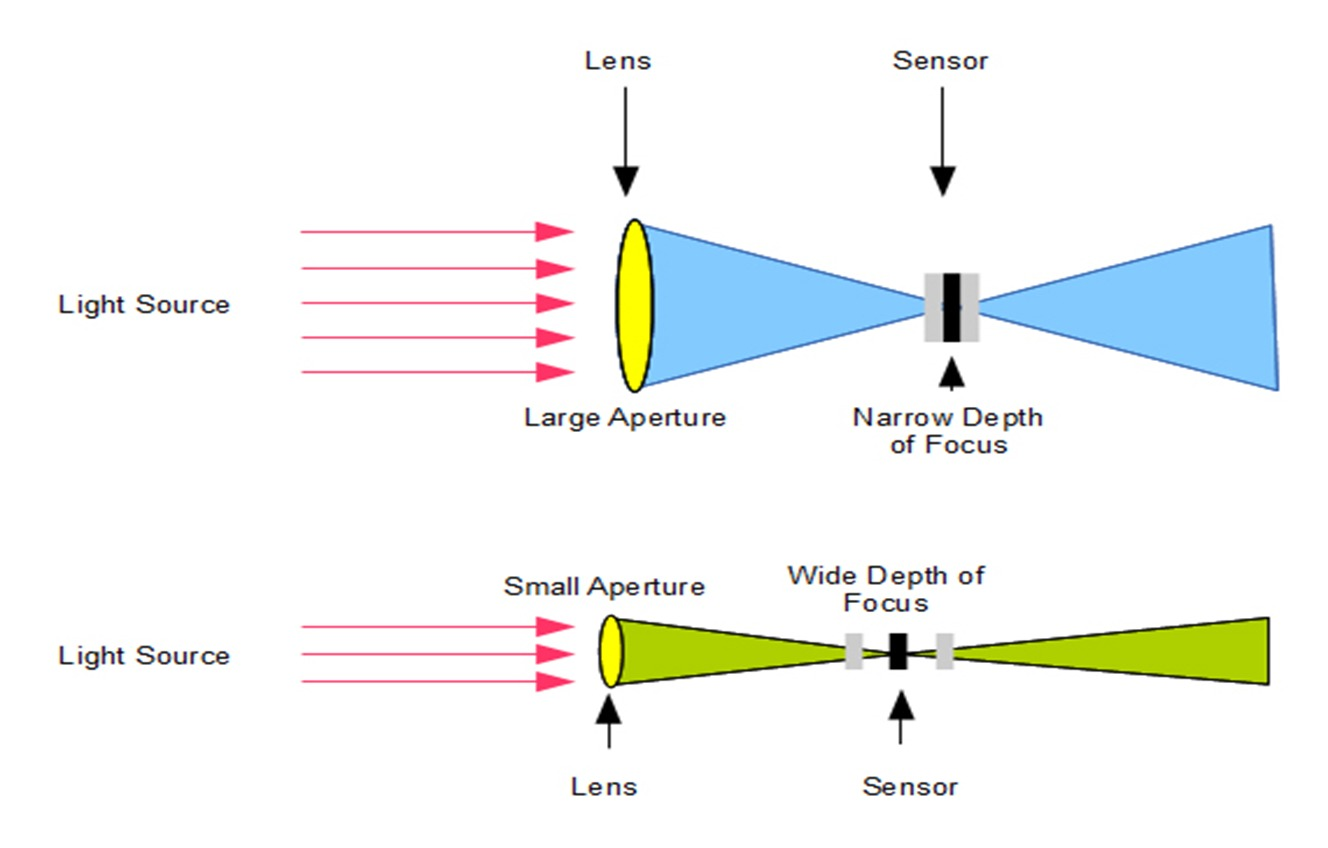 Lens
Sensor
Light Source
Large Aperture
Narrow Depth
of Focus
Small Aperture
Wide Depth of
Focus
Light Source
Lens
Sensor